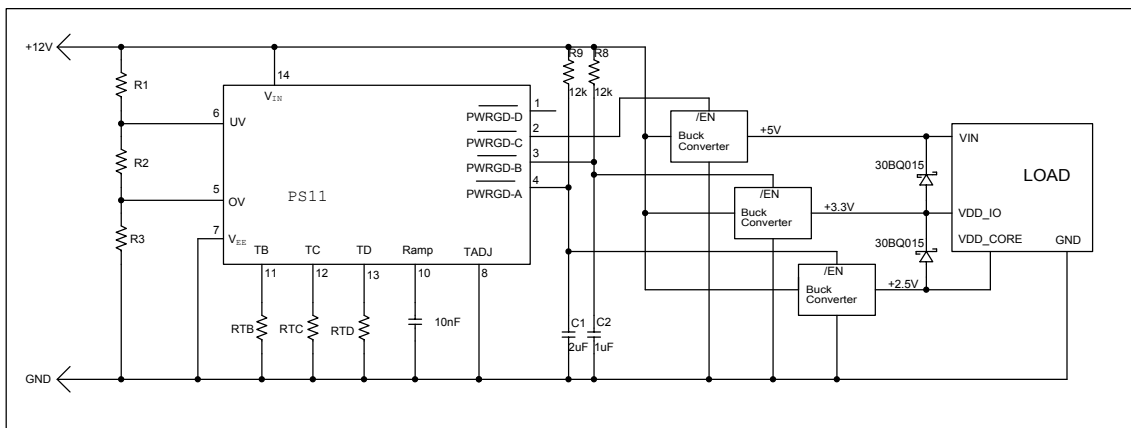 +12V
R1
R2
R3
14
VIN
6
UV
5
OV
7
VEE
PS11
PWRGD-D
1
PWRGD-C
2
PWRGD-B
3
PWRGD-A
4
TB
TC
TD
Ramp
TADJ
11
12
13
10
8
RTB
RTC
RTD
10nF
R9
R8
12k
12k
C1
C2
2uF
1uF
/EN
Buck
Converter
+5V
/EN
Buck
Converter
+3.3V
/EN
Buck
Converter
+2.5V
30BQ015
30BQ015
VIN
LOAD
VDD_IO
VDD_CORE
GND
GND